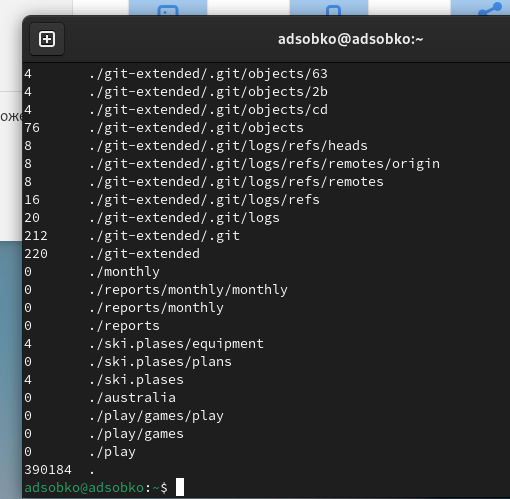 adsobko@adsobko:~
оже
4 ./git-extended/.git/objects/63
4 ./git-extended/.git/objects/2b
4 ./git-extended/.git/objects/cd
76 ./git-extended/.git/objects
8 ./git-extended/.git/logs/refs/heads
8 ./git-extended/.git/logs/refs/remotes/origin
8 ./git-extended/.git/logs/refs/remotes
16 ./git-extended/.git/logs/refs
20 ./git-extended/.git/logs
212 ./git-extended/.git
220 ./git-extended
0 ./monthly
0 ./reports/monthly/monthly
0 ./reports/monthly
0 ./reports
4 ./ski.plases/equipment
0 ./ski.plases/plans
4 ./ski.plases
0 ./australia
0 ./play/games/play
0 ./play/games
0 ./play
390184 .
adsobko@adsobko:~$